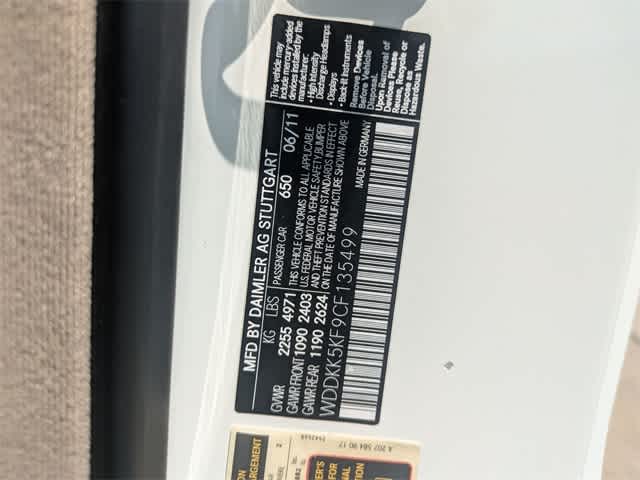 MFD BY DAIMLER AG STUTTGART
KG LBS PASSENGER CAR 650 06/11
GVWR 2255 4971
GAWR FRONT 1090 2403
GAWR REAR 1190 2624
THIS VEHICLE CONFORMS TO ALL APPLICABLE
U.S. FEDERAL MOTOR VEHICLE SAFETY, BUMPER
AND THEFT PREVENTION STANDARDS IN EFFECT
ON THE DATE OF MANUFACTURE SHOWN ABOVE
WDDKK5KF9CF135499
MADE IN GERMANY
This vehicle may
include mercury-added
devices installed by the
manufacturer:
• High Intensity
Discharge Headlamps
• Displays
• Back-lit Instruments
Remove Devices
Before Vehicle
Disposal.
Upon Removal of
Devices Please
Reuse, Recycle or
Dispose as
Hazardous Waste.
A 207 584 90 17